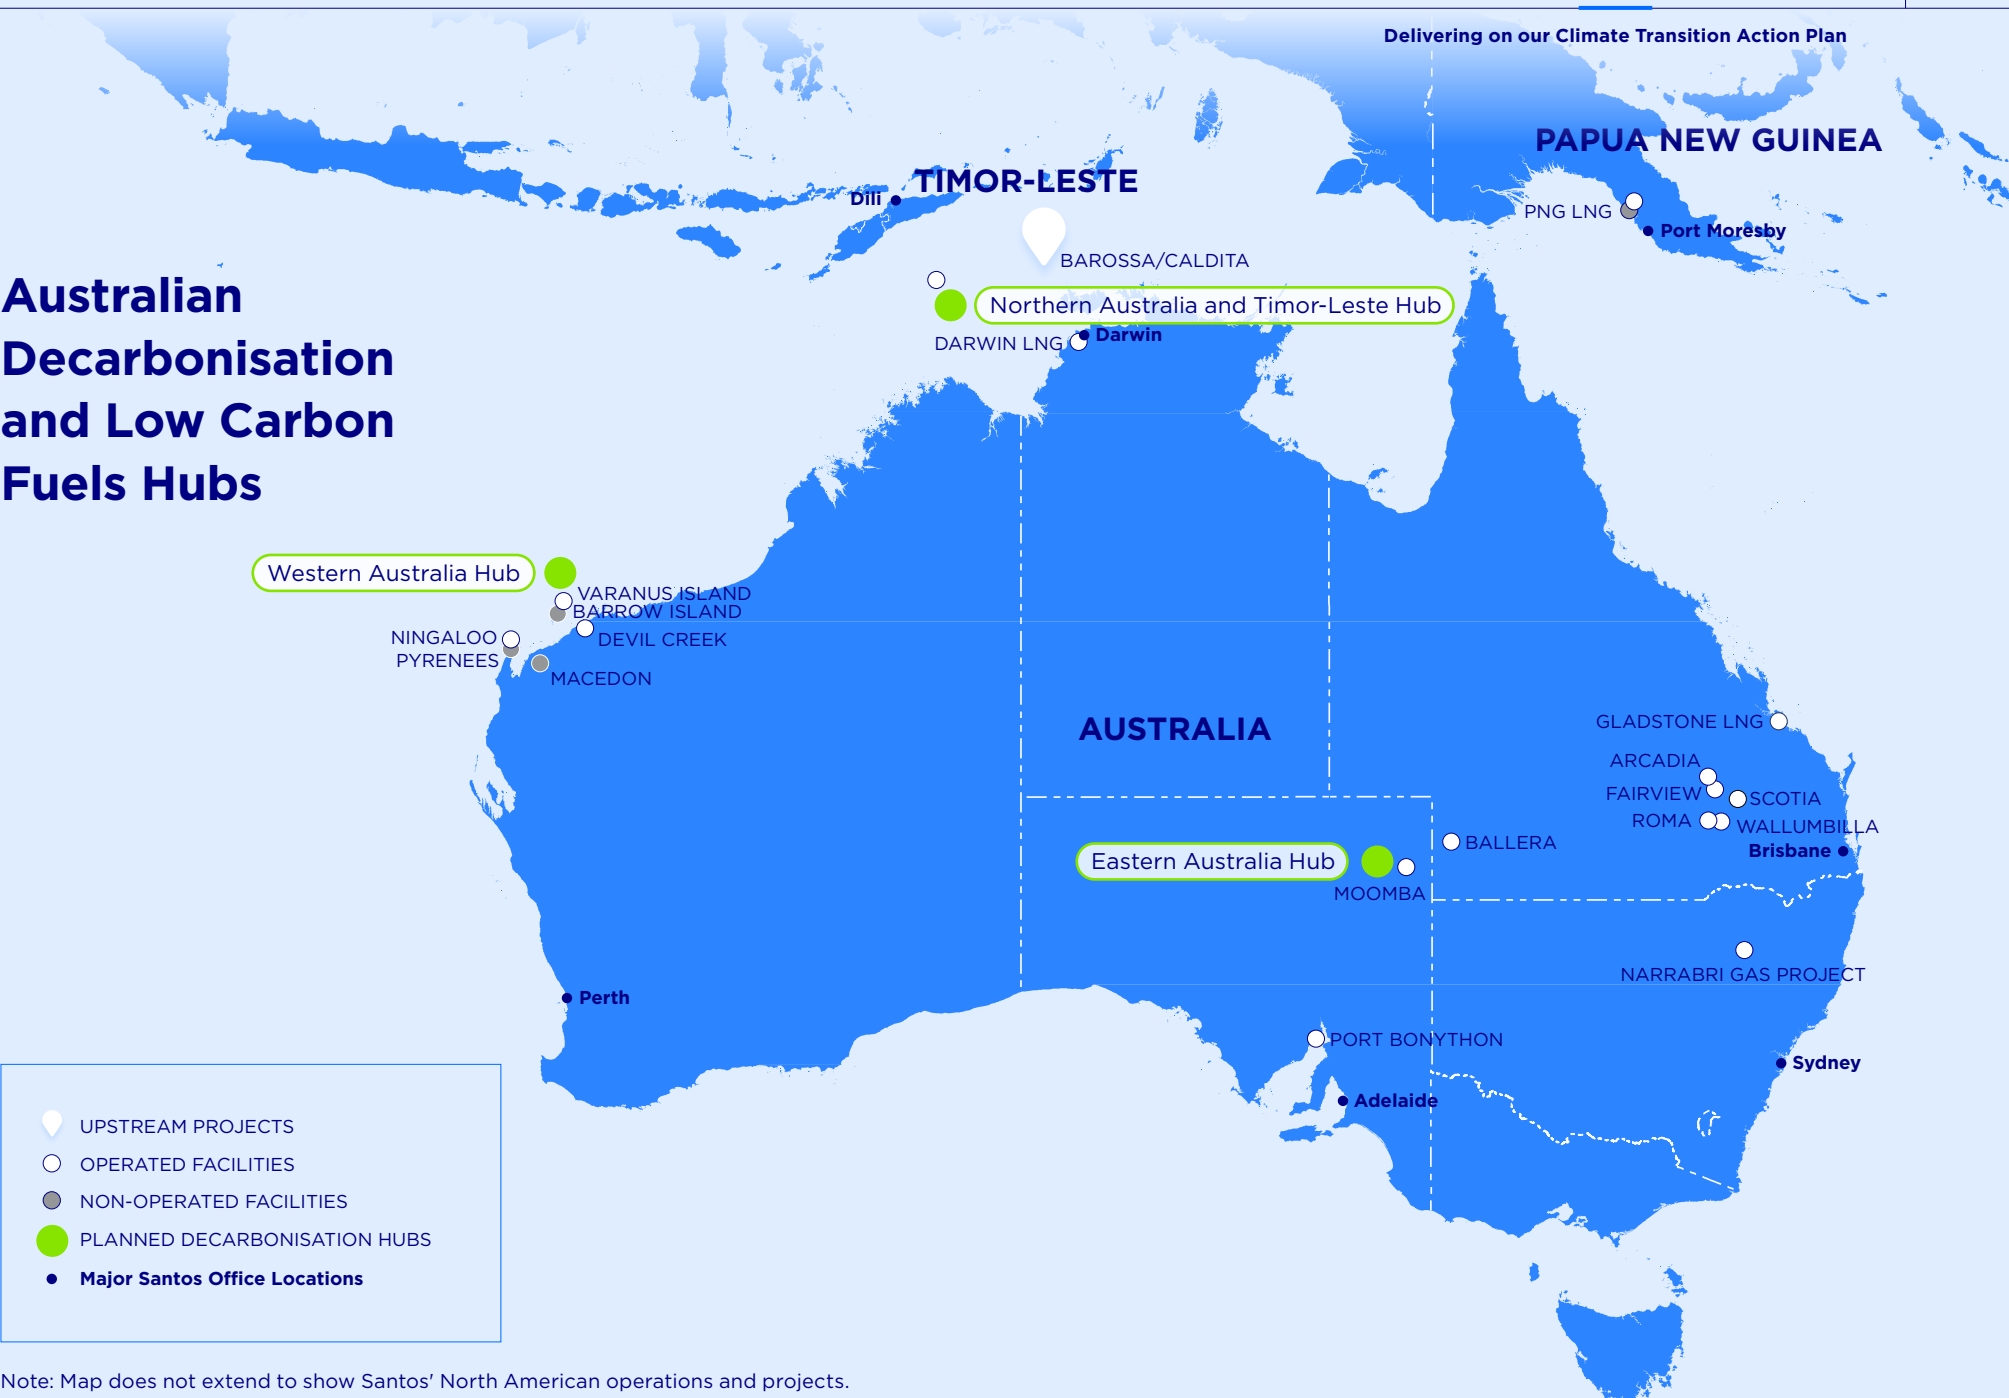 Delivering on our Climate Transition Action Plan
PAPUA NEW GUINEA
TIMOR-LESTE
Dili
PNG LNG
Port Moresby
BAROSSA/CALDITA
Australian
Decarbonisation
and Low Carbon
Fuels Hubs
Northern Australia and Timor-Leste Hub
Darwin
DARWIN LNG
Western Australia Hub
VARANUS ISLAND
BARROW ISLAND
NINGALOO
DEVIL CREEK
PYRENEES
MACEDON
AUSTRALIA
GLADSTONE LNG
ARCADIA
FAIRVIEW
SCOTIA
ROMA
WALLUMBILLA
BALLERA
Brisbane
Eastern Australia Hub
MOOMBA
NARRABRI GAS PROJECT
Perth
PORT BONYTHON
Sydney
Adelaide
UPSTREAM PROJECTS
OPERATED FACILITIES
NON-OPERATED FACILITIES
PLANNED DECARBONISATION HUBS
Major Santos Office Locations
Note: Map does not extend to show Santos' North American operations and projects.